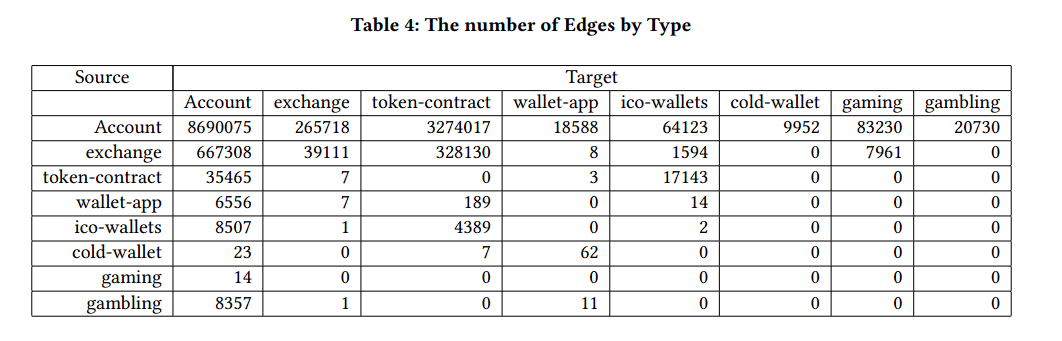 Table 4: The number of Edges by Type
Source Target
Account exchange token-contract wallet-app ico-wallets cold-wallet gaming gambling
Account 8690075 265718 3274017 18588 64123 9952 83230 20730
exchange 667308 39111 328130 8 1594 0 7961 0
token-contract 35465 7 0 3 17143 0 0 0
wallet-app 6556 7 189 0 14 0 0 0
ico-wallets 8507 1 4389 0 2 0 0 0
cold-wallet 23 0 7 62 0 0 0 0
gaming 14 0 0 0 0 0 0 0
gambling 8357 1 0 11 0 0 0 0